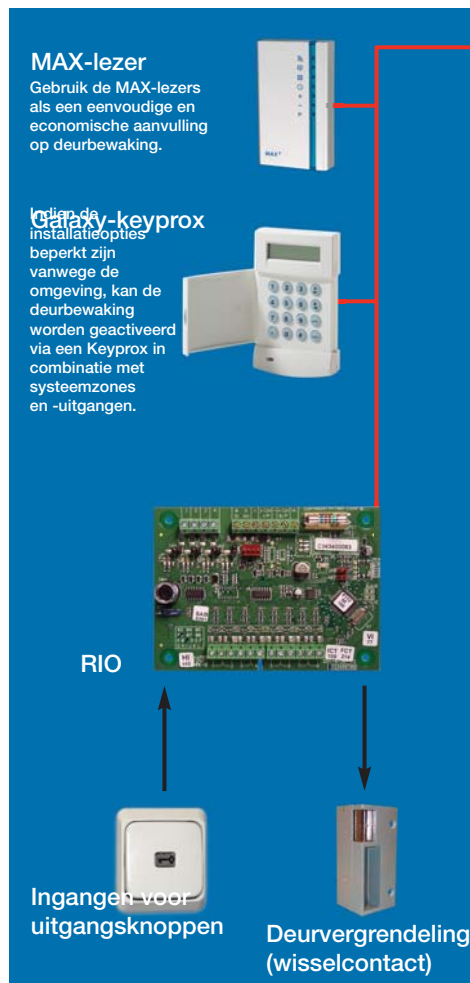 MAX-lezer
Gebruik de MAX-lezers
als een eenvoudige en
economische aanvulling
op deurbewaking.
MAX³
Galaxy-keyprox
Indien de
installatieopties
beperkt zijn
vanwege de
omgeving, kan de
deurbewaking
worden geactiveerd
via een Keyprox in
combinatie met
systeemzones
en -uitgangen.
RIO
Ingangen voor
uitgangsknoppen
Deurvergrendeling
(wisselcontact)